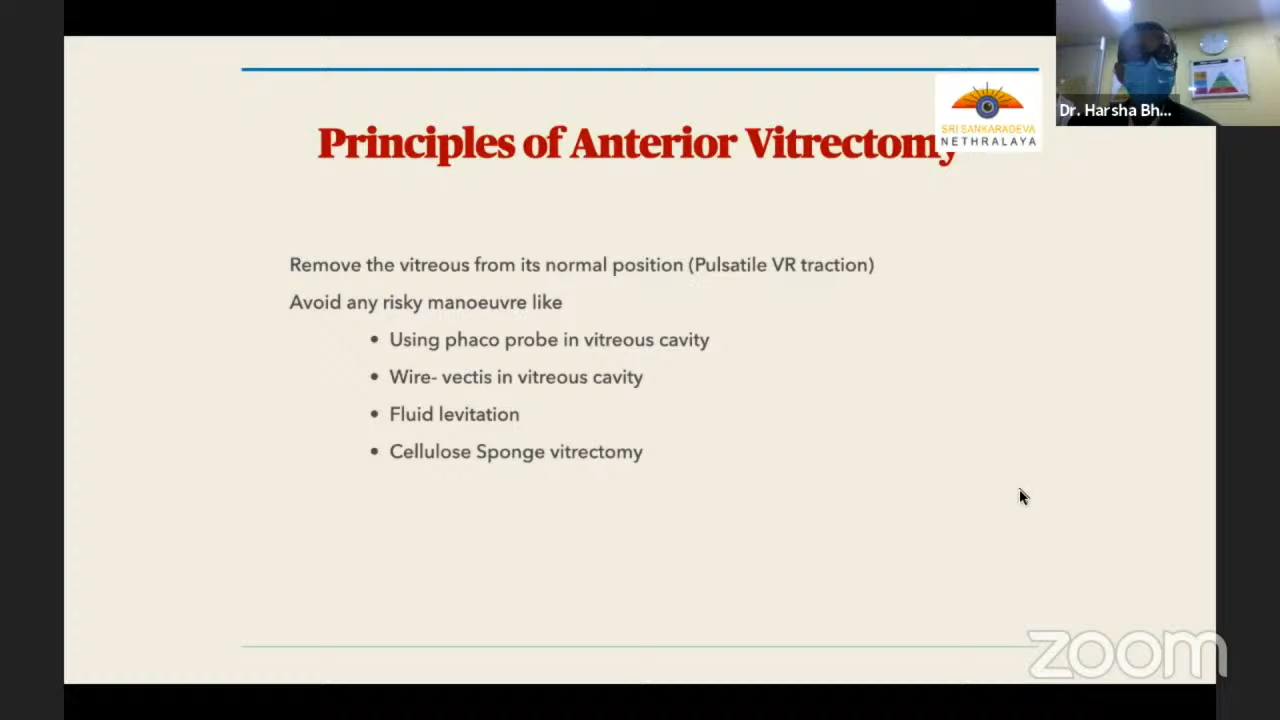 Principles of Anterior Vitrectomy
SRI SANKARADEVA
NETHRALAYA
Dr. Harsha Bh...
Remove the vitreous from its normal position (Pulsatile VR traction)
Avoid any risky manoeuvre like
• Using phaco probe in vitreous cavity
• Wire- vectis in vitreous cavity
• Fluid levitation
• Cellulose Sponge vitrectomy
zoom